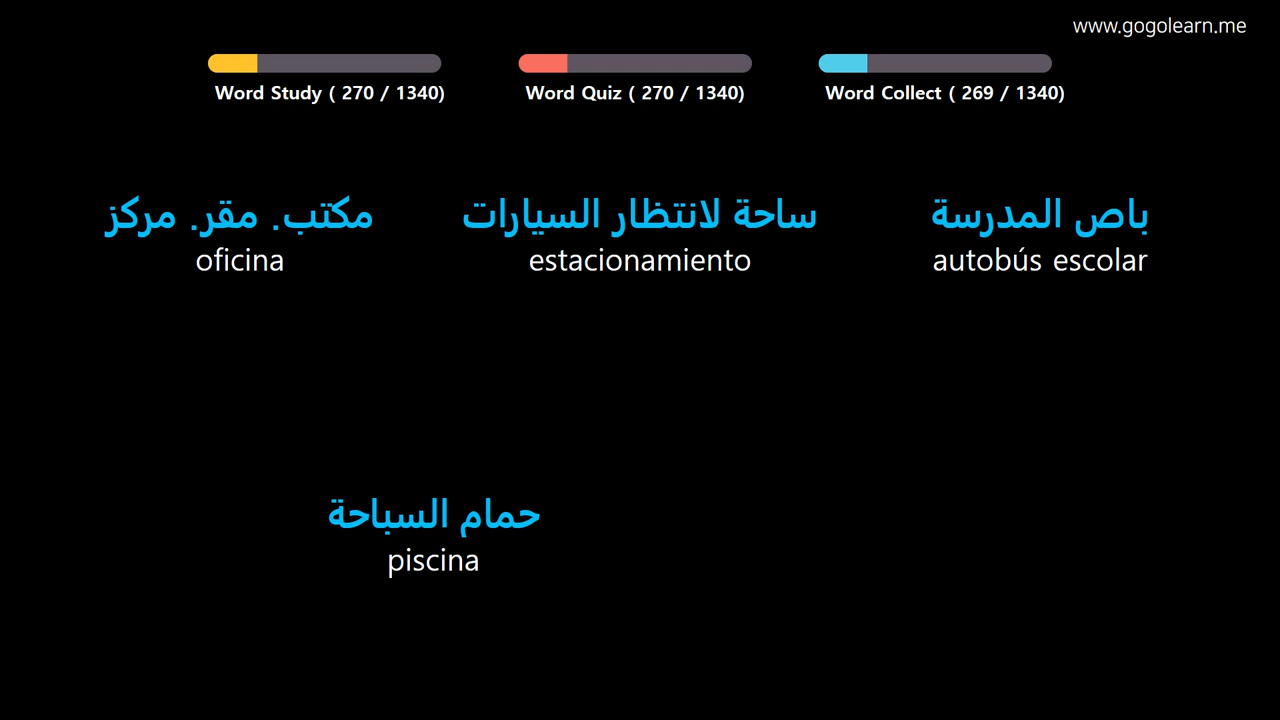 www.gogolearn.me
Word Study ( 270 / 1340)
Word Quiz ( 270 / 1340)
Word Collect ( 269 / 1340)
مكتب. مقر. مركز
oficina
ساحة لانتظار السيارات
estacionamiento
باص المدرسة
autobús escolar
حمام السباحة
piscina